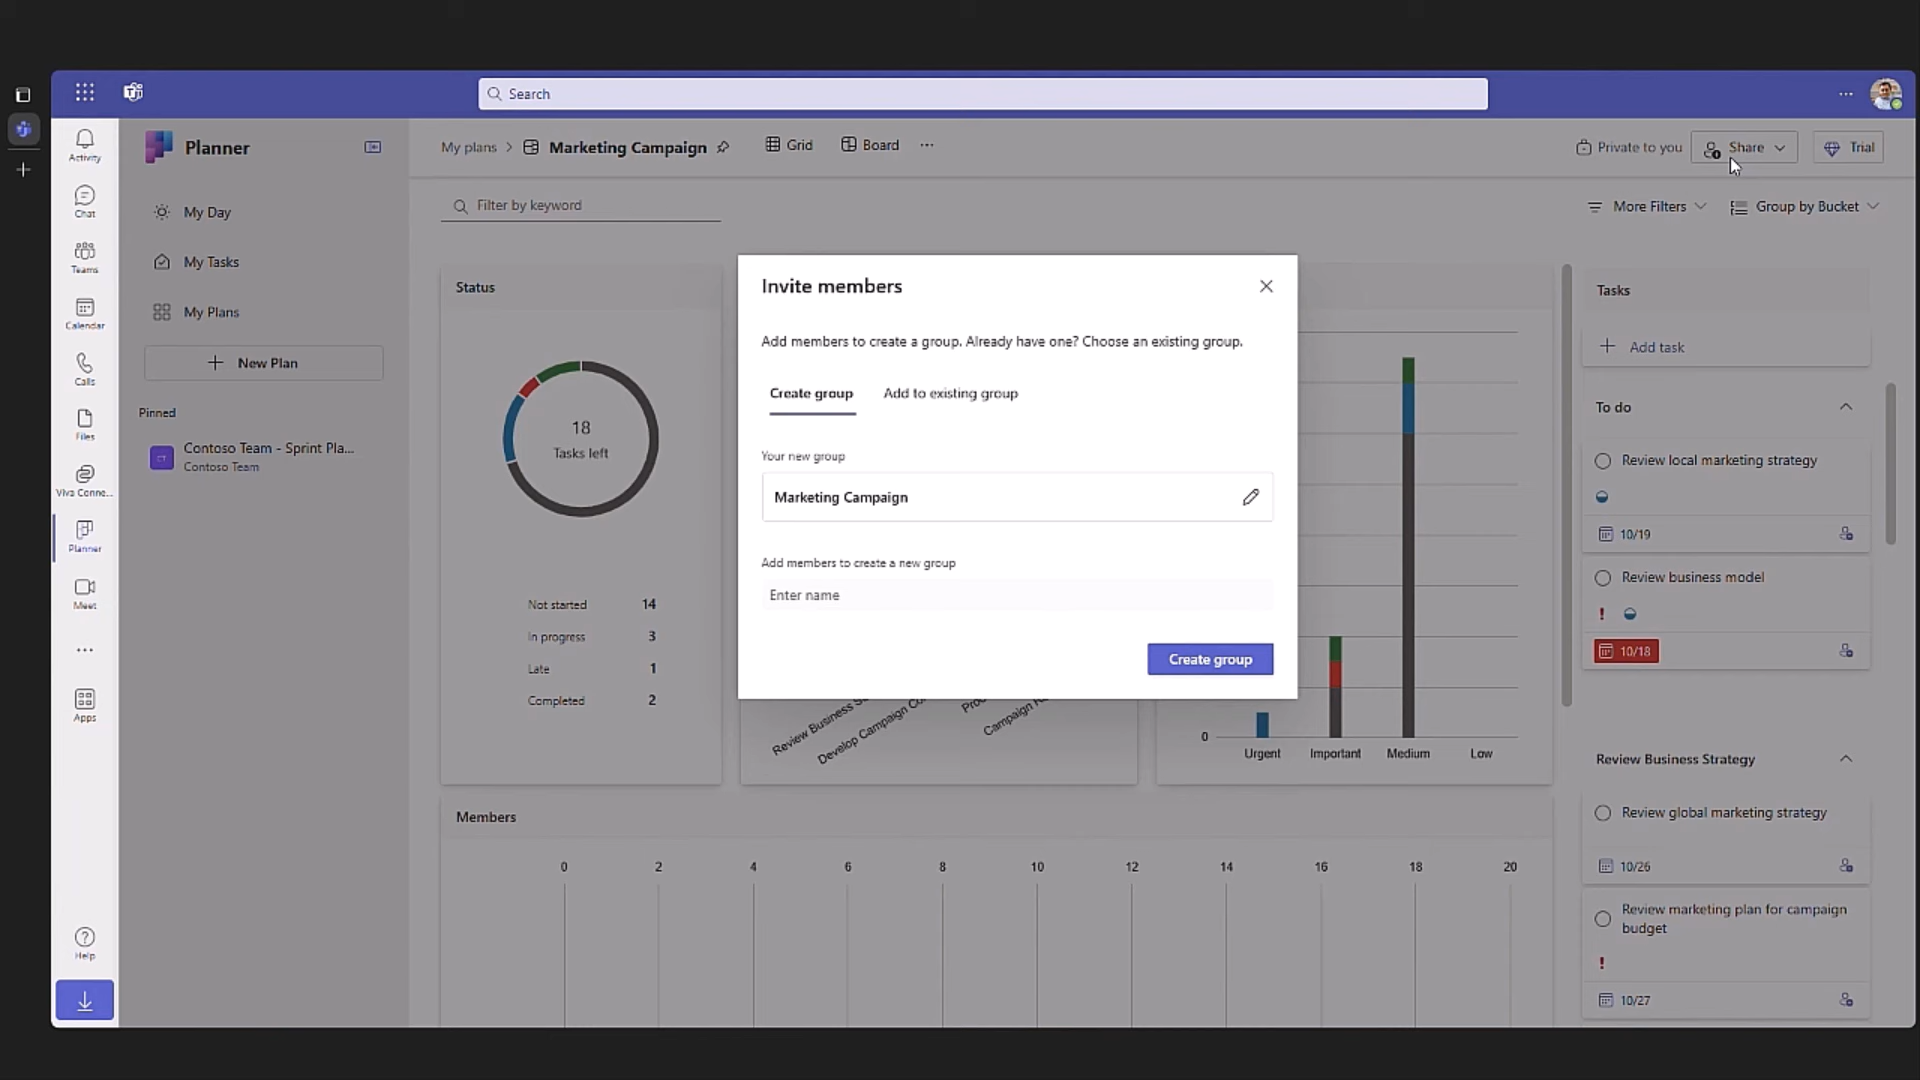 Search
Activity
Chat
Teams
Calendar
Calls
Files
Viva Conne...
Planner
Meet
Apps
Help
Planner
My Day
My Tasks
My Plans
New Plan
Pinned
CT
Contoso Team - Sprint Pla...
Contoso Team
My plans > Marketing Campaign
Grid
Board
Private to you
Share
Trial
Filter by keyword
More Filters
Group by Bucket
Status
18
Tasks left
Not started 14
In progress 3
Late 1
Completed 2
Invite members
Add members to create a group. Already have one? Choose an existing group.
Create group
Add to existing group
Your new group
Marketing Campaign
Add members to create a new group
Enter name
Create group
Develop Campaign
0
Urgent Important Medium Low
Members
0 2 4 6 8 10 12 14 16 18 20
Tasks
Add task
To do
Review local marketing strategy
10/19
Review business model
!
10/18
Review Business Strategy
Review global marketing strategy
10/26
Review marketing plan for campaign
budget
!
10/27